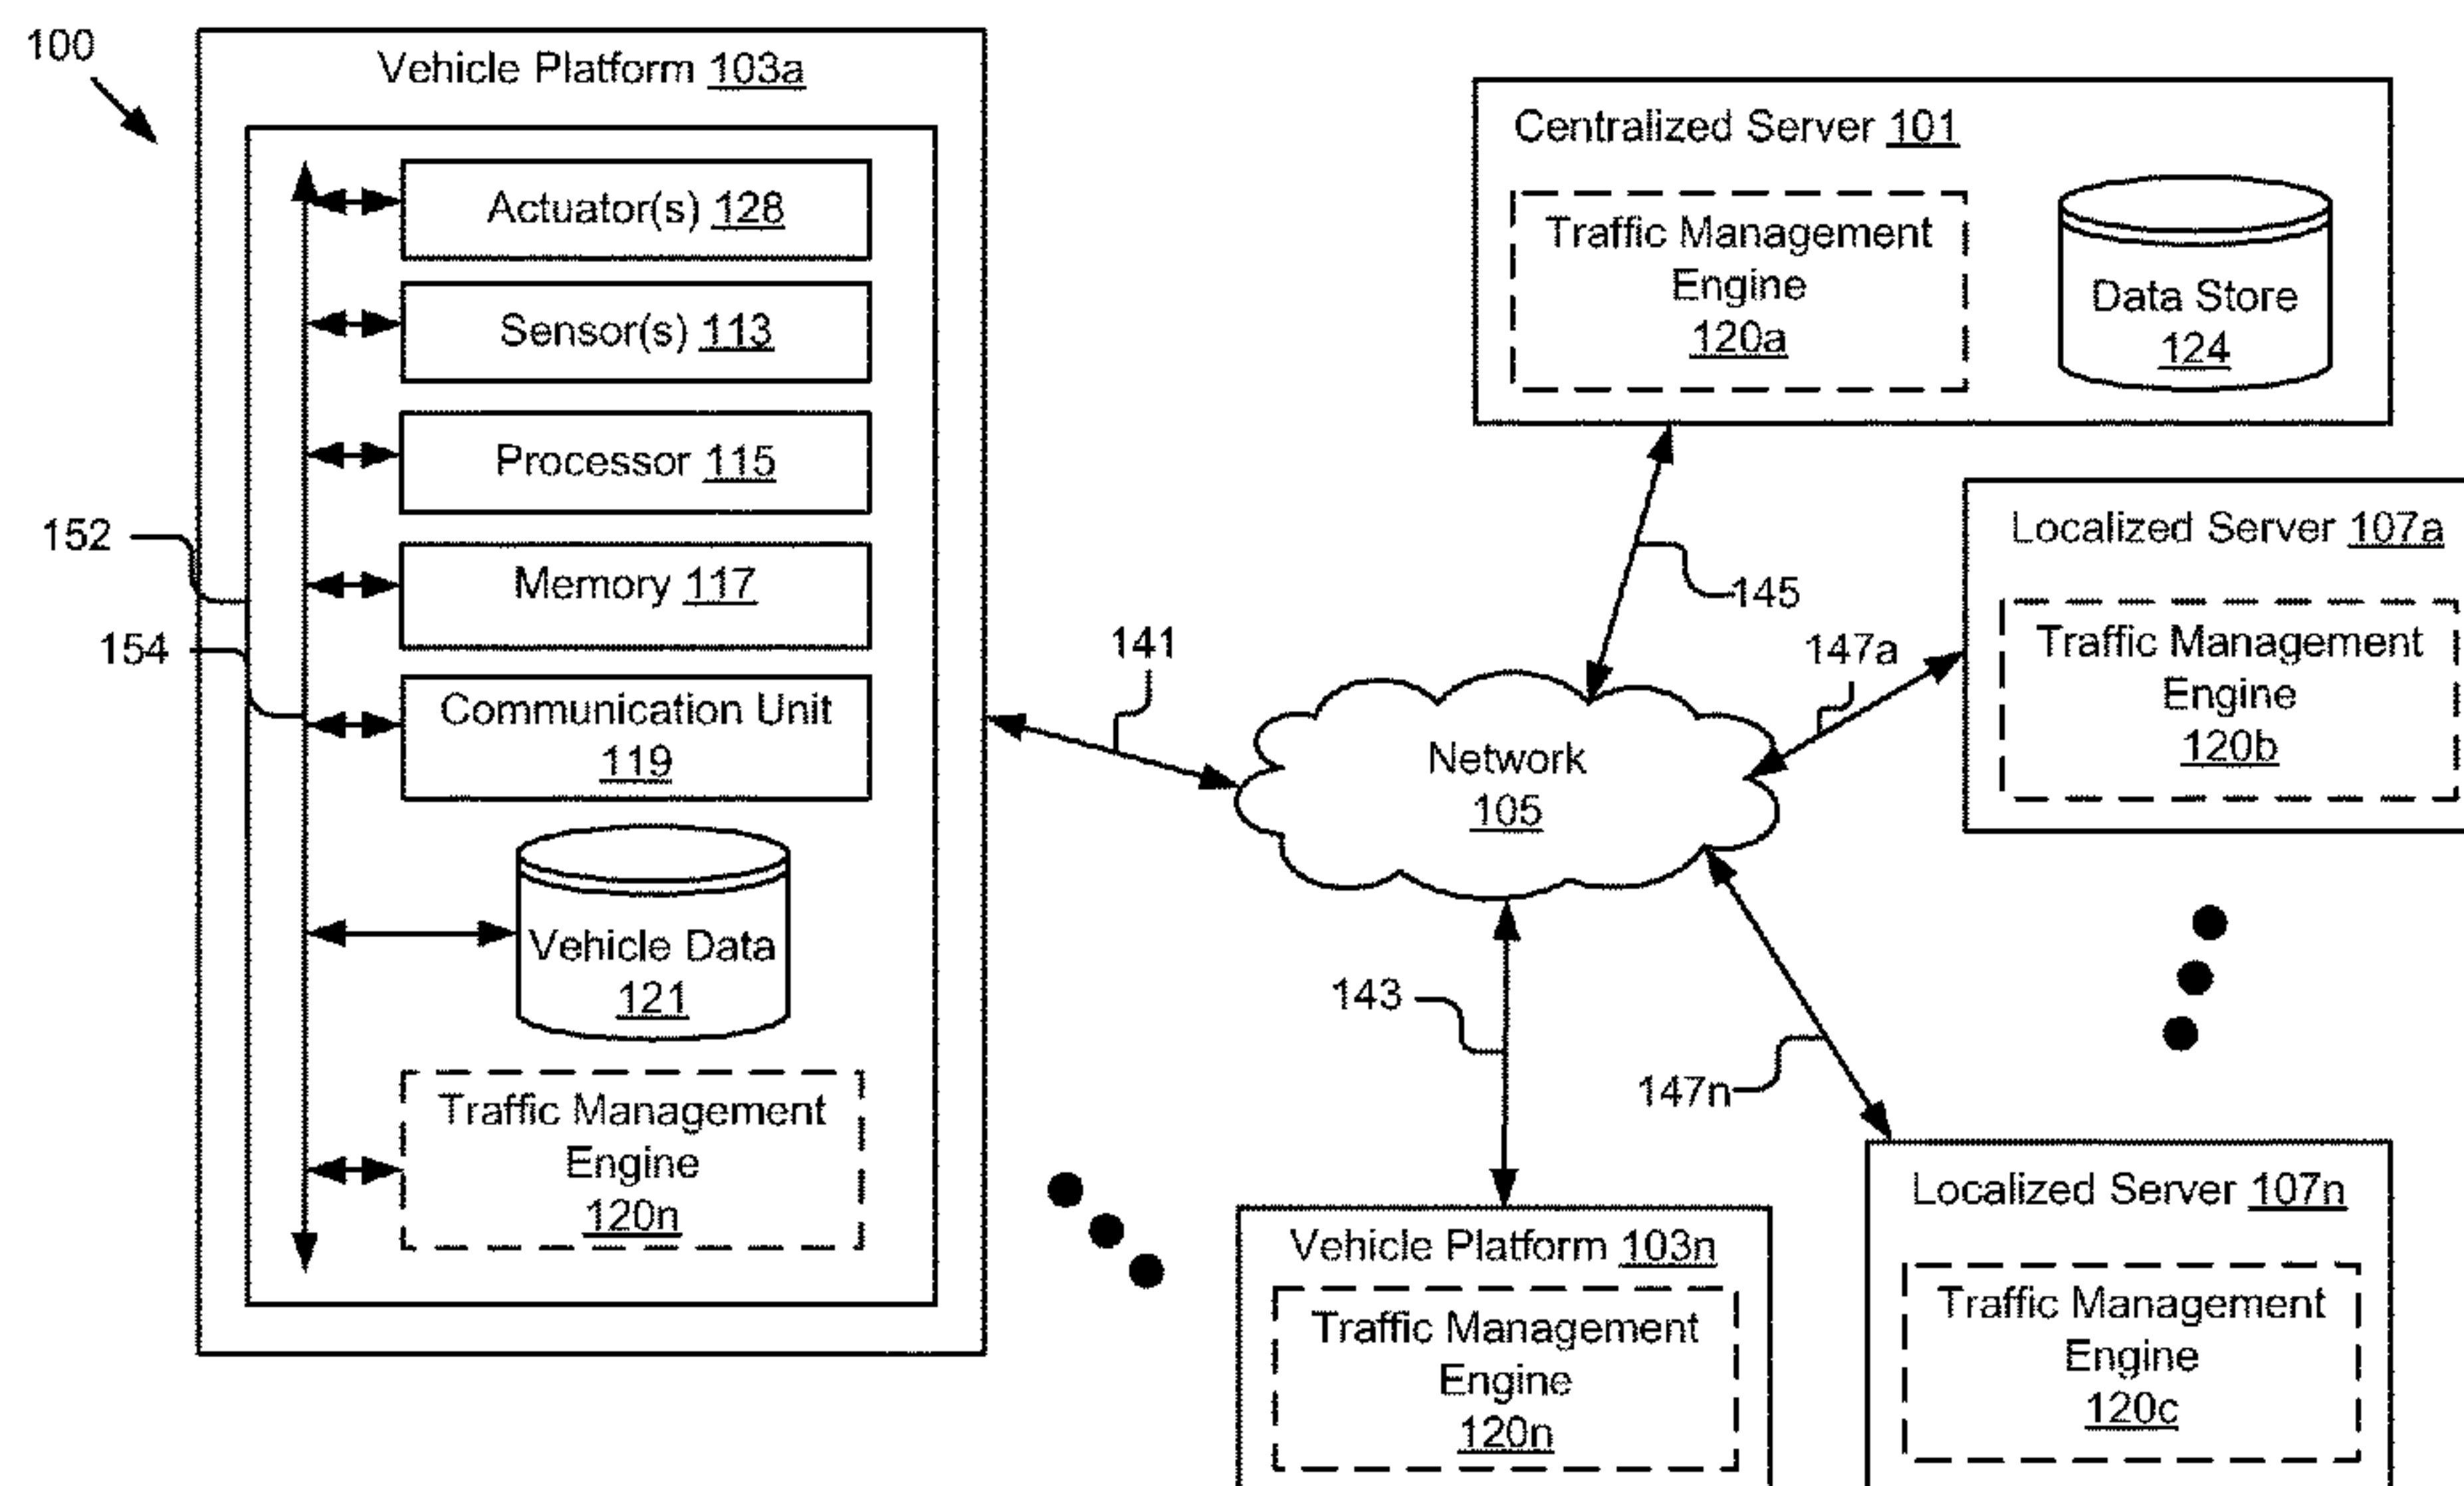 100
Vehicle Platform 103a
Actuator(s) 128
Sensor(s) 113
Processor 115
Memory 117
Communication Unit
119
Vehicle Data
121
Traffic Management
Engine
120n
152
154
Centralized Server 101
Traffic Management
Engine
120a
Data Store
124
145
Localized Server 107a
Traffic Management
Engine
120b
147a
141
Network
105
143
147n
Vehicle Platform 103n
Traffic Management
Engine
120n
Localized Server 107n
Traffic Management
Engine
120c